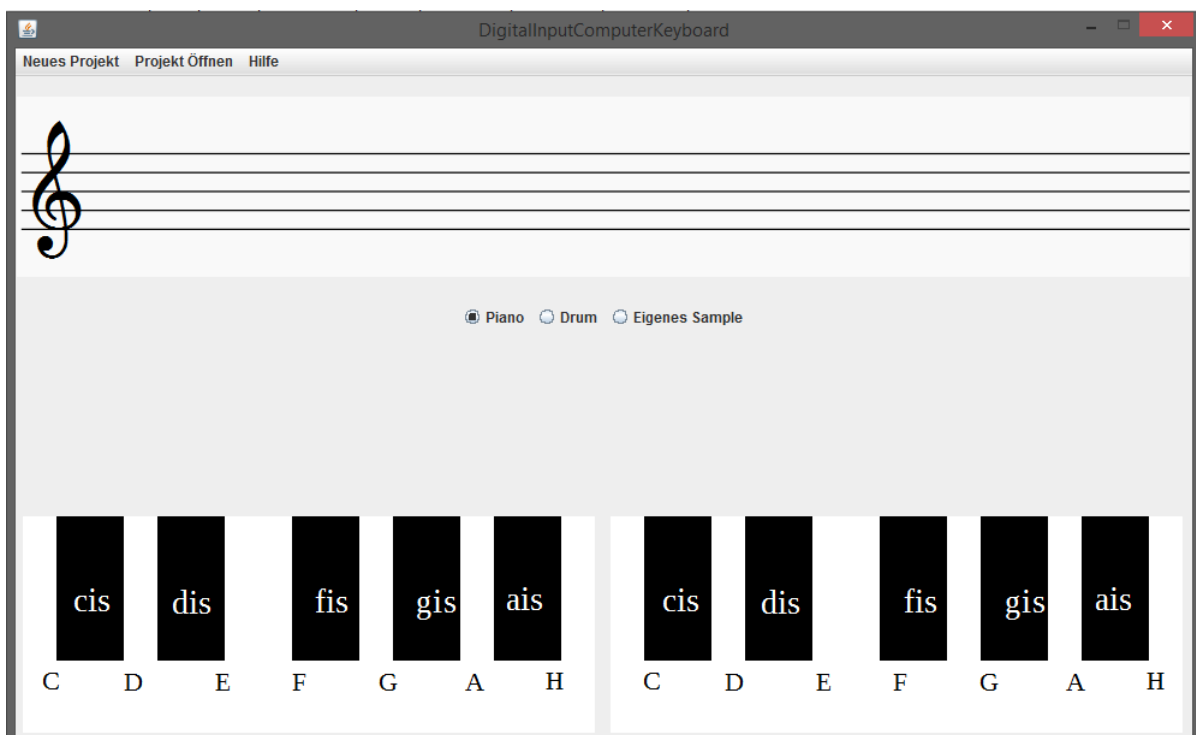 DigitalInputComputerKeyboard
Neues Projekt Projekt Öffnen Hilfe
Piano Drum Eigenes Sample
cis dis fis gis ais cis dis fis gis ais
C D E F G A H C D E F G A H